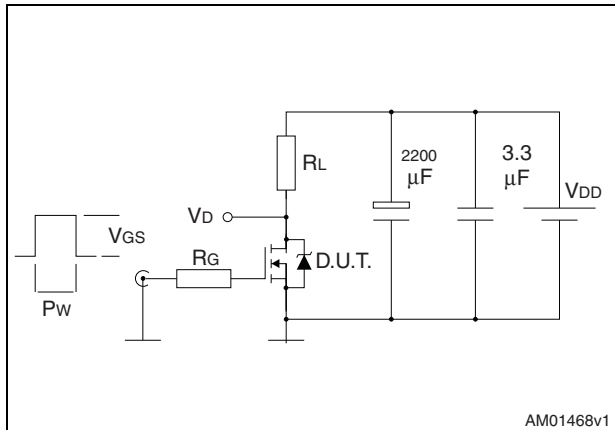 RL
2200
μF
3.3
μF
VDD
VD
VGS
RG
D.U.T.
PW
AM01468v1